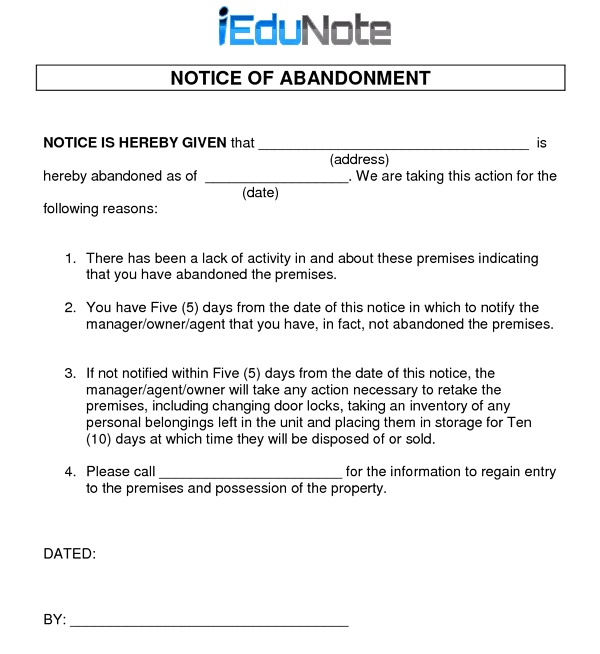 iEduNote
NOTICE OF ABANDONMENT
NOTICE IS HEREBY GIVEN that ___________________________________ is
(address)
hereby abandoned as of ___________________. We are taking this action for the
(date)
following reasons:
1. There has been a lack of activity in and about these premises indicating
that you have abandoned the premises.
2. You have Five (5) days from the date of this notice in which to notify the
manager/owner/agent that you have, in fact, not abandoned the premises.
3. If not notified within Five (5) days from the date of this notice, the
manager/agent/owner will take any action necessary to retake the
premises, including changing door locks, taking an inventory of any
personal belongings left in the unit and placing them in storage for Ten
(10) days at which time they will be disposed of or sold.
4. Please call ________________________ for the information to regain entry
to the premises and possession of the property.
DATED:
BY: ____________________________________